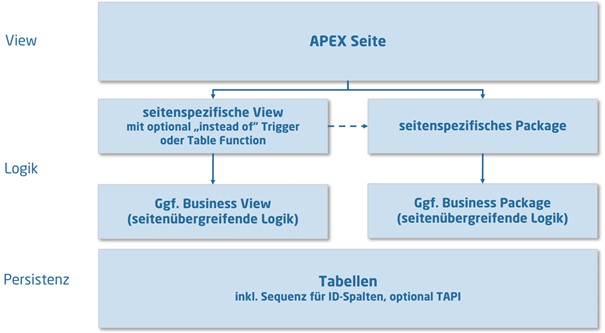 View
APEX Seite
seitenspezifische View
mit optional „instead of" Trigger
oder Table Function
seitenspezifisches Package
Logik
Ggf. Business View
(seitenübergreifende Logik)
Ggf. Business Package
(seitenübergreifende Logik)
Persistenz
Tabellen
inkl. Sequenz für ID-Spalten, optional TAPI